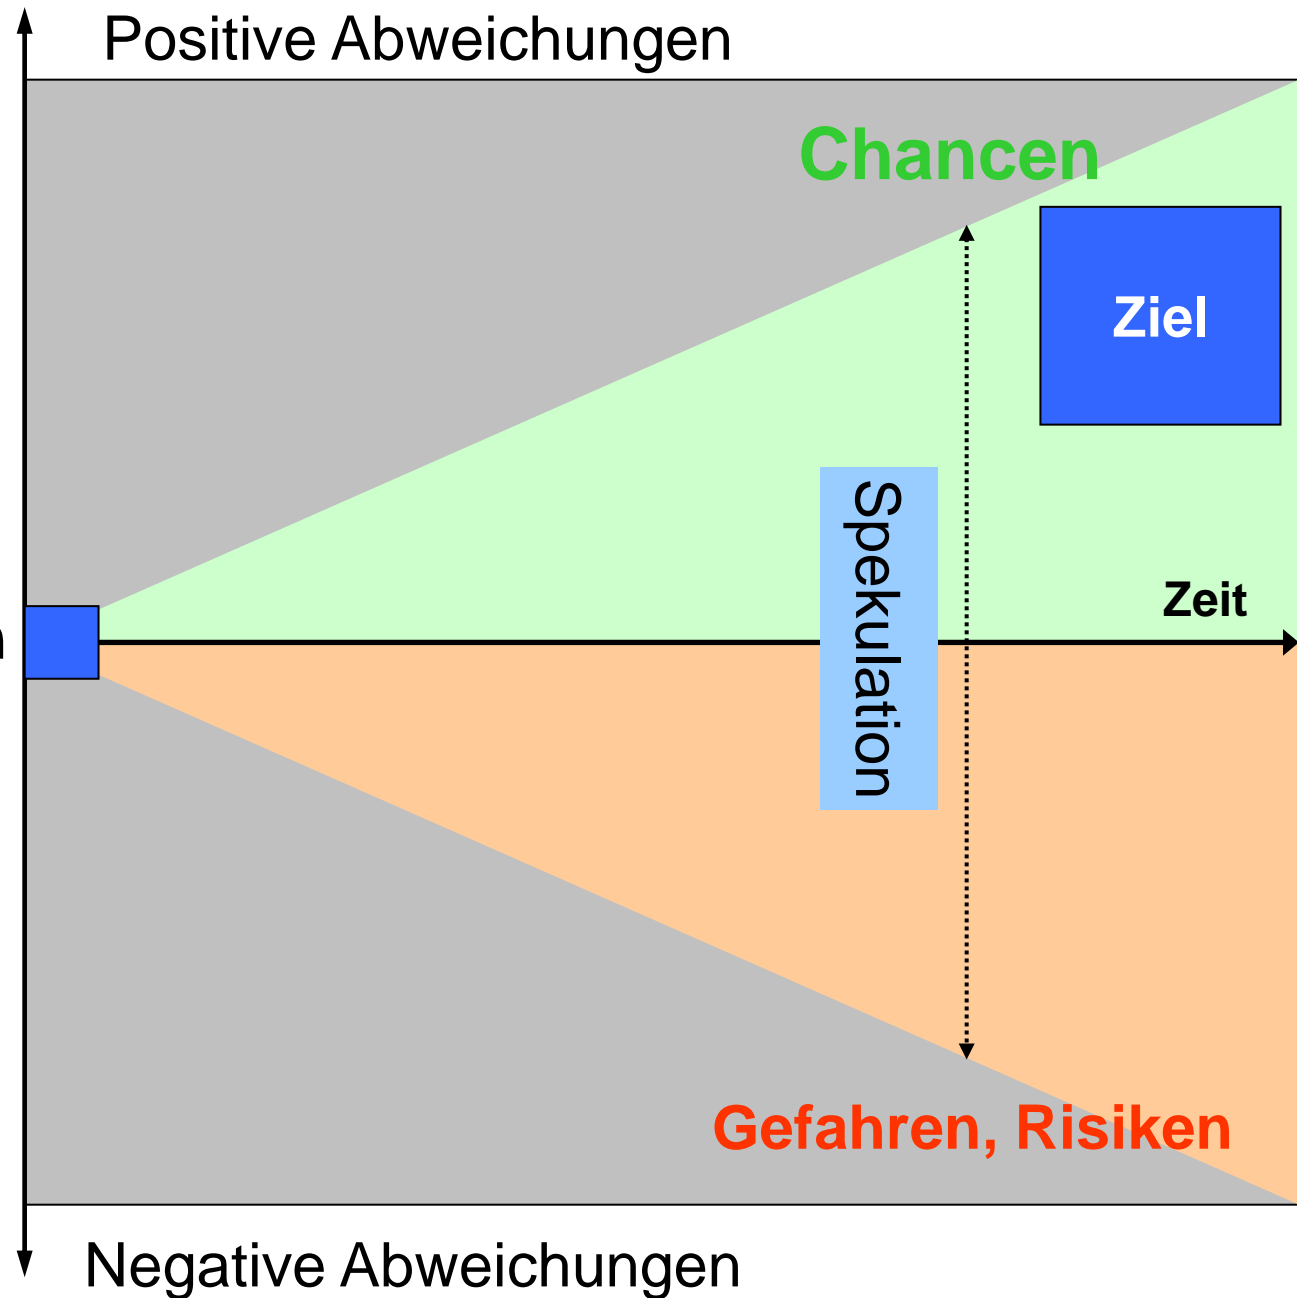 Positive Abweichungen
Chancen
Ziel
Spekulation
Zeit
Gefahren, Risiken
Negative Abweichungen